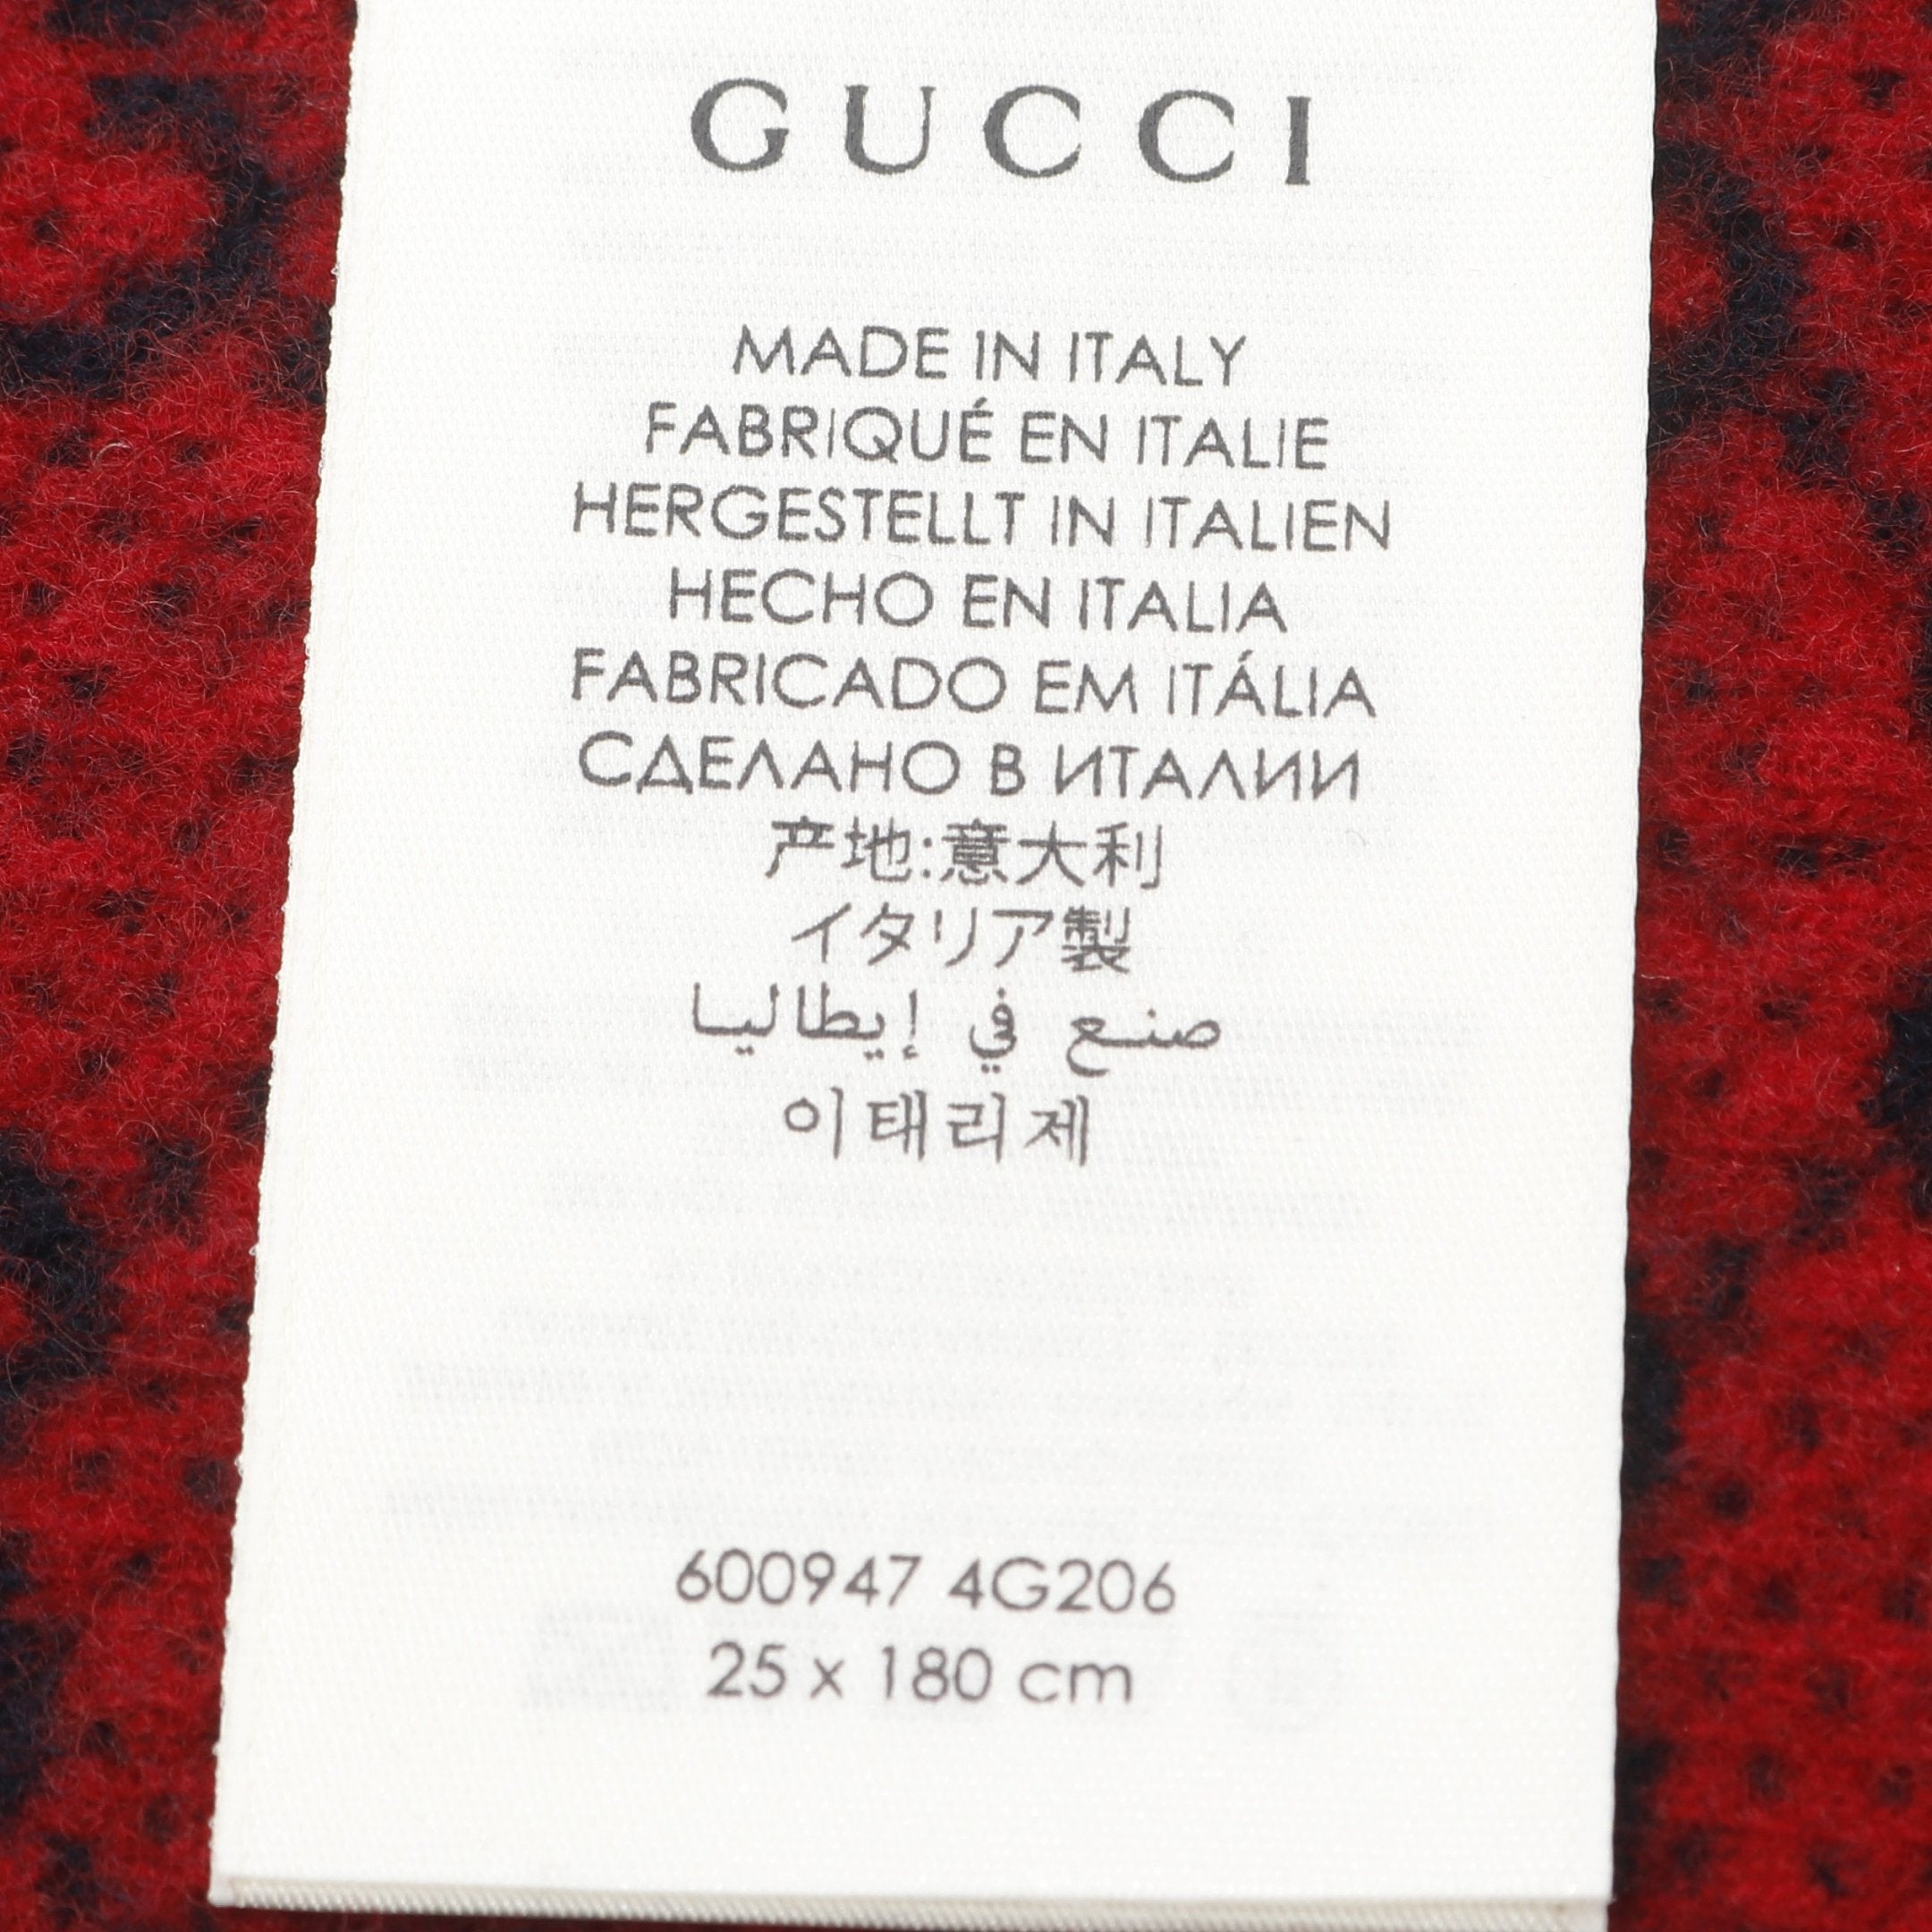 GUCCI
MADE IN ITALY
FABRIQUÉ EN ITALIE
HERGESTELLT IN ITALIEN
HECHO EN ITALIA
FABRICADO EM ITÁLIA
СДЕЛАНО В ИТАЛИИ
产地:意大利
イタリア製
صنع في إيطاليا
이태리제
600947 4G206
25 x 180 cm